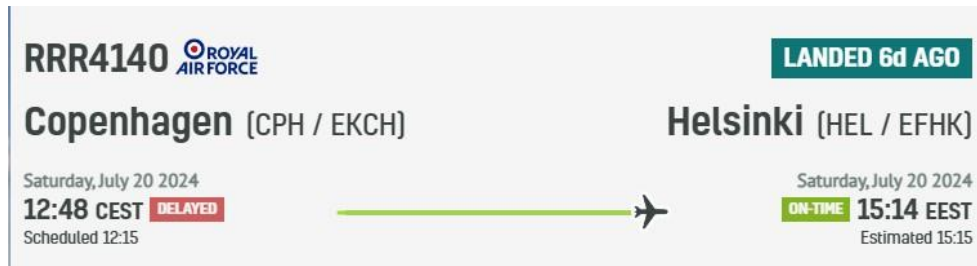 RRR4140 ROYAL AIR FORCE
LANDED 6d AGO
Copenhagen (CPH / EKCH)
Helsinki (HEL / EFHK)
Saturday, July 20 2024
12:48 CEST DELAYED
Scheduled 12:15
Saturday, July 20 2024
ON-TIME 15:14 EEST
Estimated 15:15